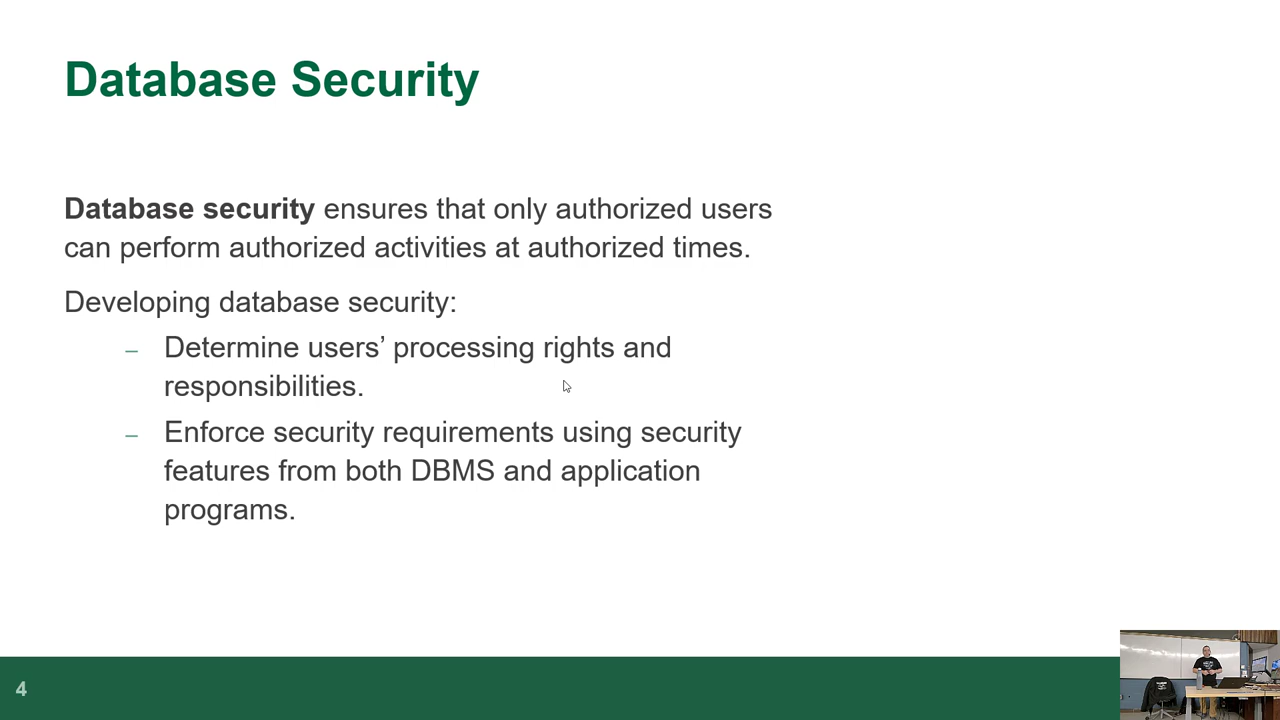 Database Security
Database security ensures that only authorized users
can perform authorized activities at authorized times.
Developing database security:
– Determine users’ processing rights and
responsibilities.
– Enforce security requirements using security
features from both DBMS and application
programs.
4